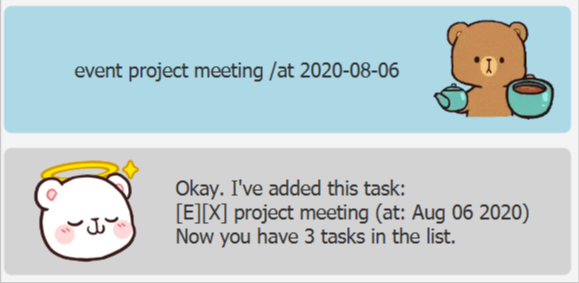 event project meeting /at 2020-08-06
Okay. I've added this task:
[E][X] project meeting (at: Aug 06 2020)
Now you have 3 tasks in the list.